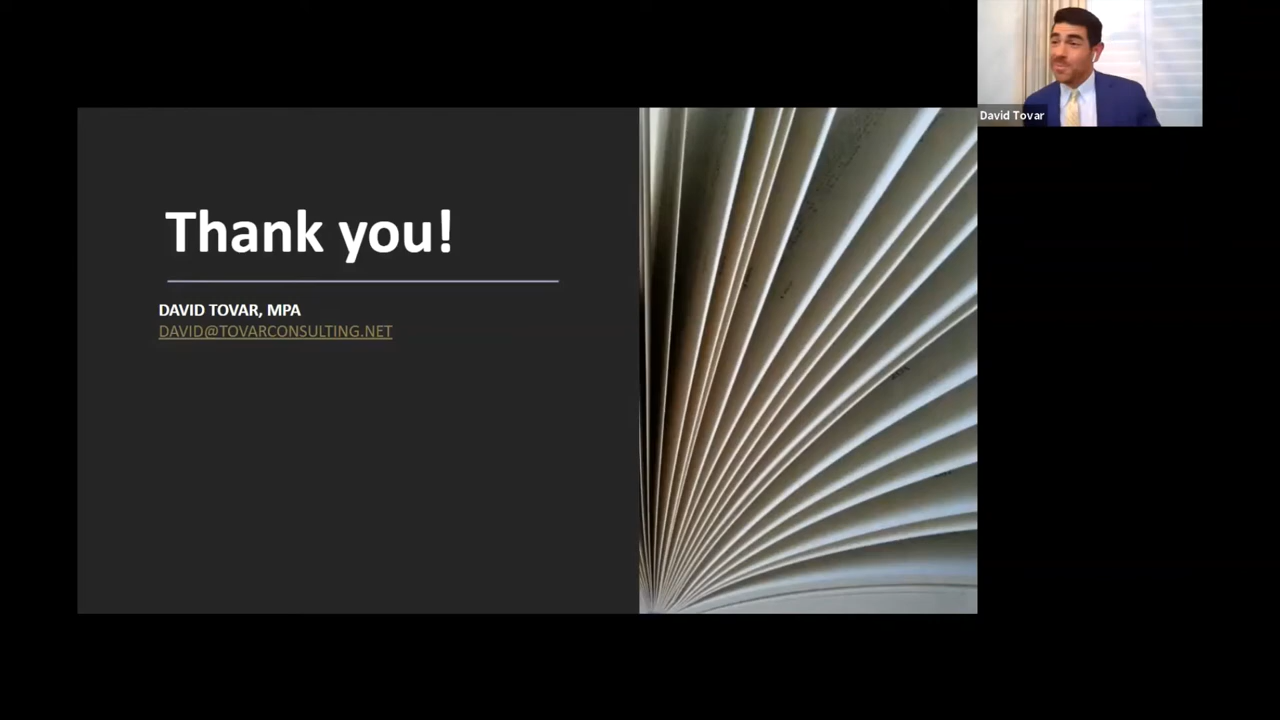 David Tovar
Thank you!
DAVID TOVAR, MPA
DAVID@TOVARCONSULTING.NET